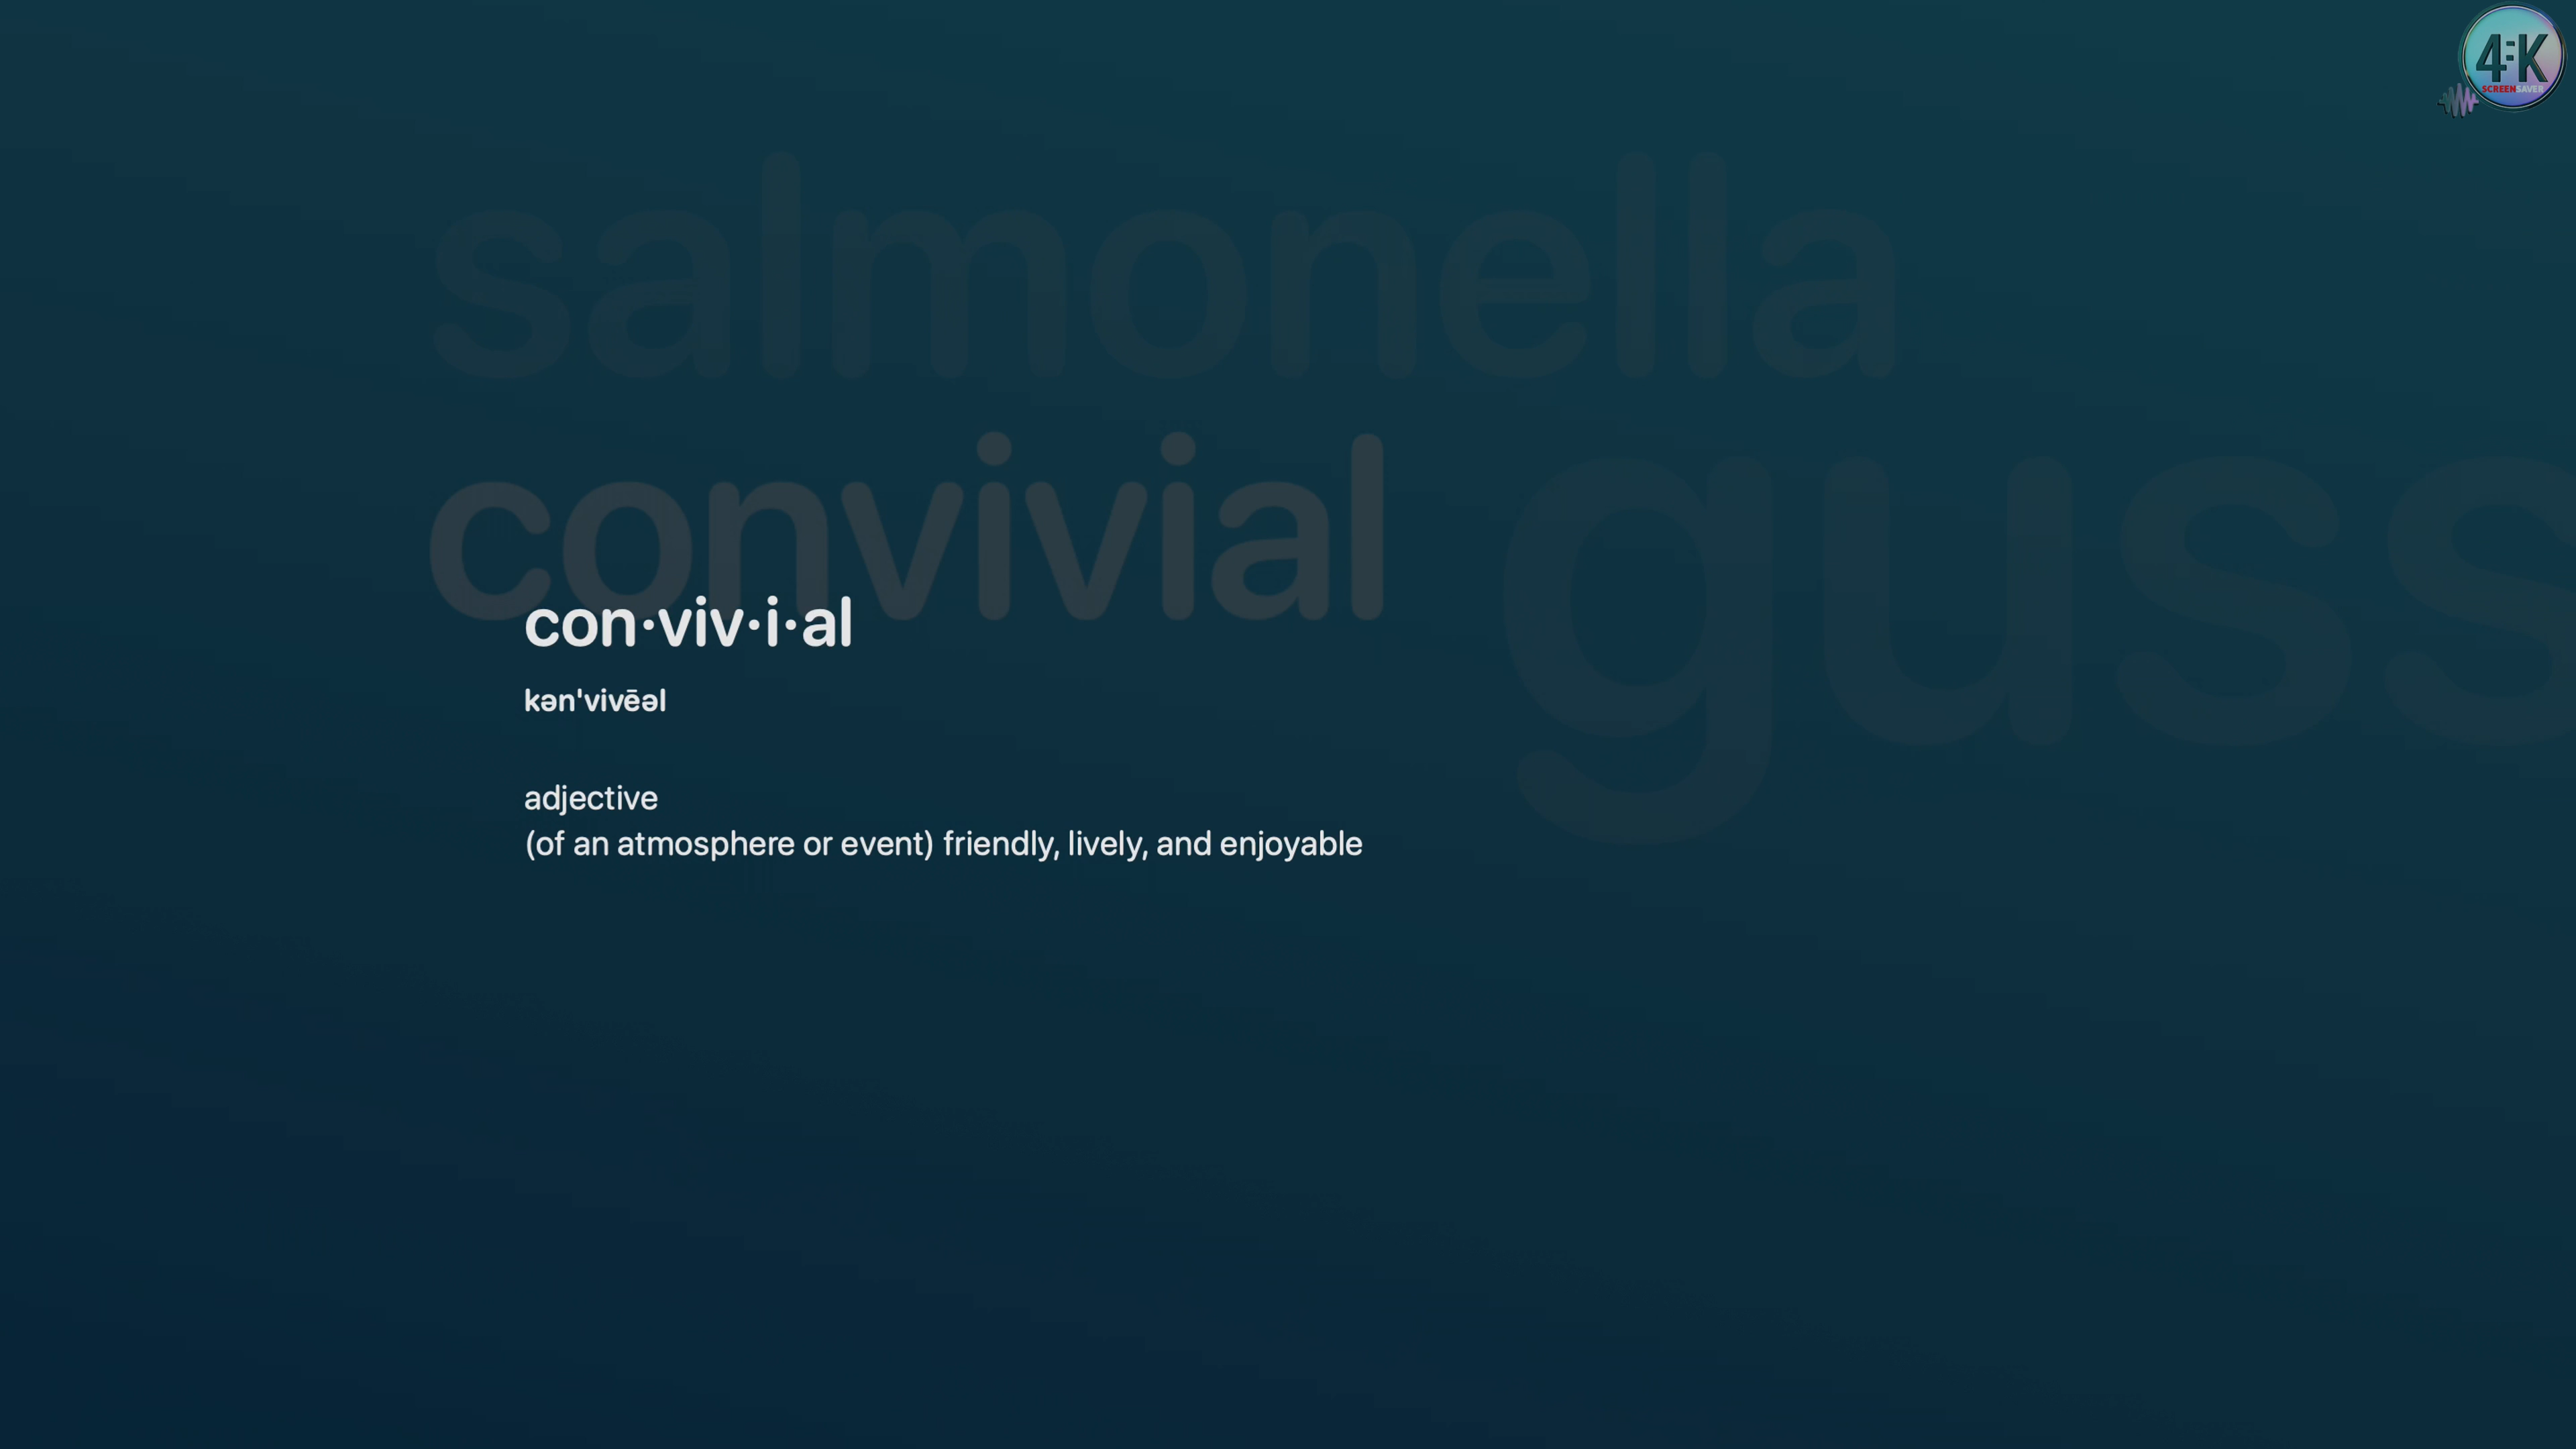 4:K
SCREENSAVER
salmonella
convivial
guss
con·viv·i·al
kən'vivēəl
adjective
(of an atmosphere or event) friendly, lively, and enjoyable